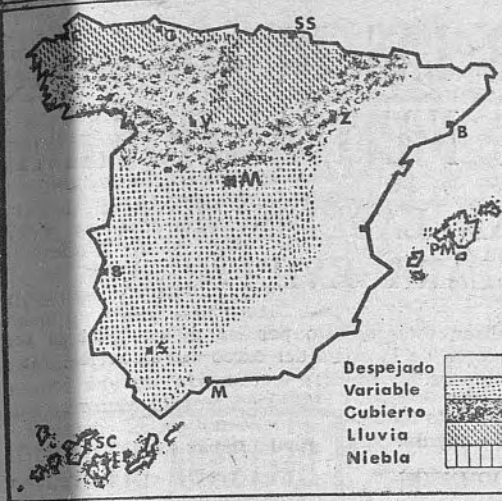 SS
G
V
Z
B
M
PM
B
S
M
SC
Despejado
Variable
Cubierto
Lluvia
Niebla